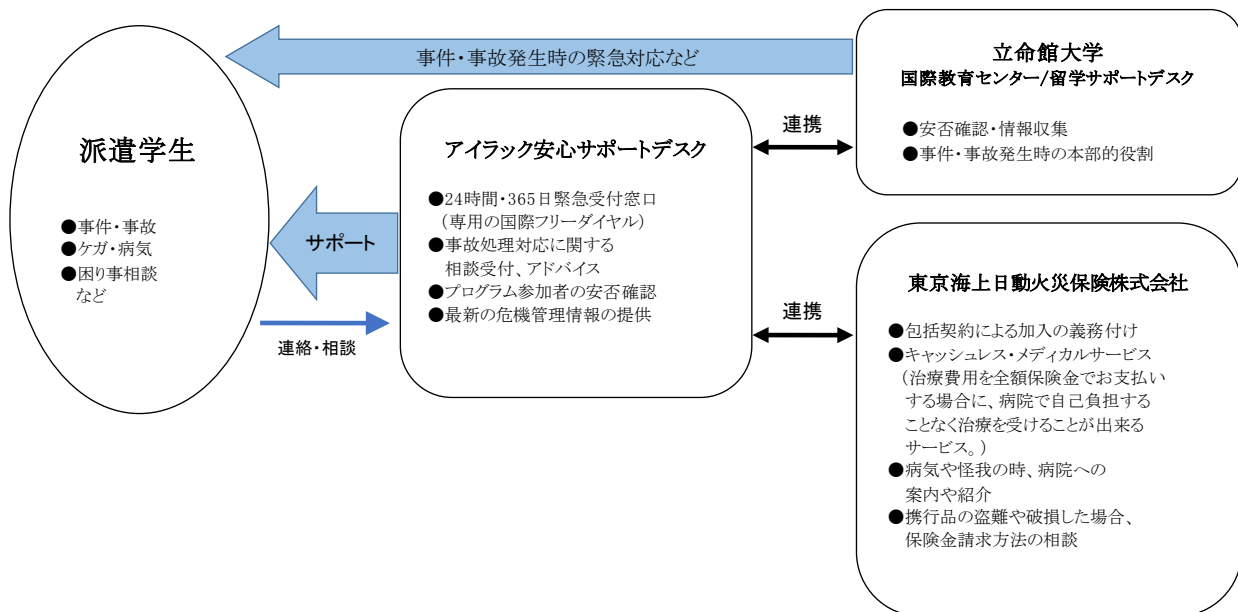 事件・事故発生時の緊急対応など
立命館大学
国際教育センター/留学サポートデスク
●安否確認・情報収集
●事件・事故発生時の本部的役割
派遣学生
●事件・事故
●ケガ・病気
●困り事相談
など
サポート
連絡・相談
アイラック安心サポートデスク
●24時間・365日緊急受付窓口
（専用の国際フリーダイヤル）
●事故処理対応に関する
相談受付、アドバイス
●プログラム参加者の安否確認
●最新の危機管理情報の提供
連携
連携
東京海上日動火災保険株式会社
●包括契約による加入の義務付け
●キャッシュレス・メディカルサービス
（治療費用を全額保険金でお支払い
する場合に、病院で自己負担する
ことなく治療を受けることが出来る
サービス。）
●病気や怪我の時、病院への
案内や紹介
●携行品の盗難や破損した場合、
保険金請求方法の相談